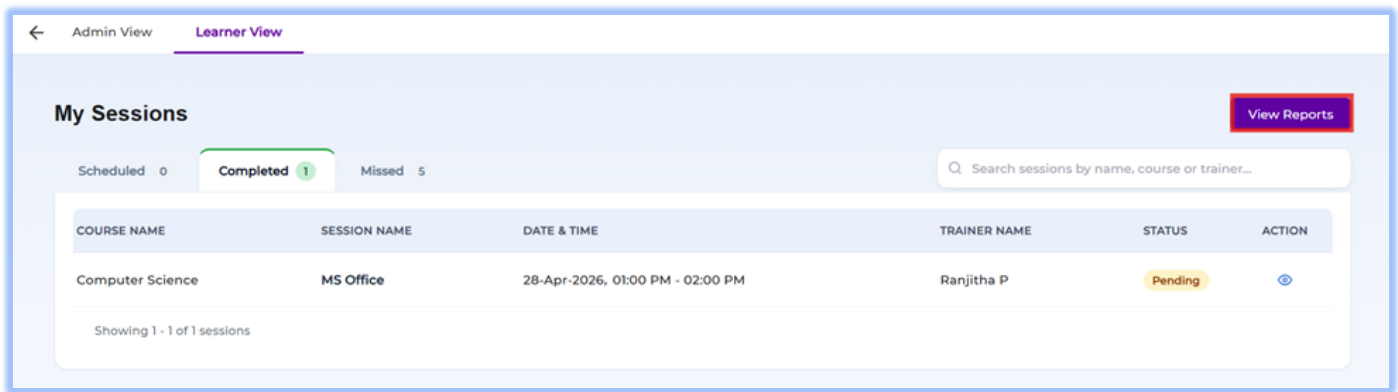 Admin View Learner View
My Sessions
View Reports
Scheduled 0 Completed 1 Missed 5
Search sessions by name, course or trainer...
COURSE NAME SESSION NAME DATE & TIME TRAINER NAME STATUS ACTION
Computer Science MS Office 28-Apr-2026, 01:00 PM - 02:00 PM Ranjitha P Pending
Showing 1 - 1 of 1 sessions